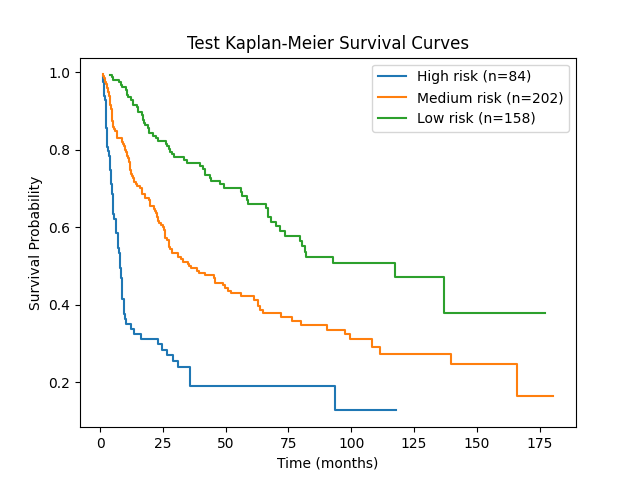 Test Kaplan-Meier Survival Curves
High risk (n=84)
Medium risk (n=202)
Low risk (n=158)
Survival Probability
1.0
0.8
0.6
0.4
0.2
0 25 50 75 100 125 150 175
Time (months)